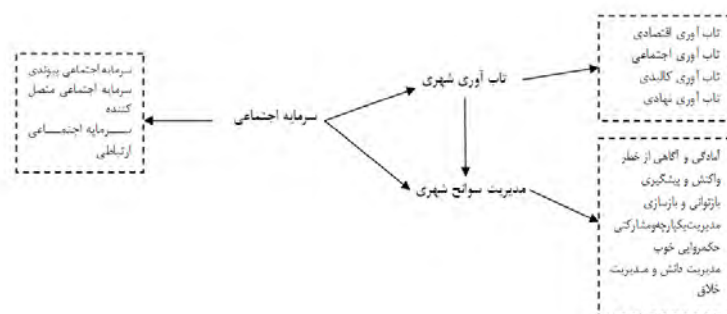 تاب آوری اقتصادی
تاب آوری اجتماعی
تاب آوری کالبدی
تاب آوری نهادی
تاب آوری شهری
سرمایه اجتماعی پیوندی
سرمایه اجتماعی متصل
کننده
سرمایه اجتماعی
ارتباطی
سرمایه اجتماعی
مدیریت سوانح شهری
آمادگی و آگاهی از خطر
واکنش و پیشگیری
بازتوانی و بازسازی
مدیریت‌یکپارچه‌ومشارکتی
حکمروایی خوب
مدیریت دانش و مدیریت
خلاق